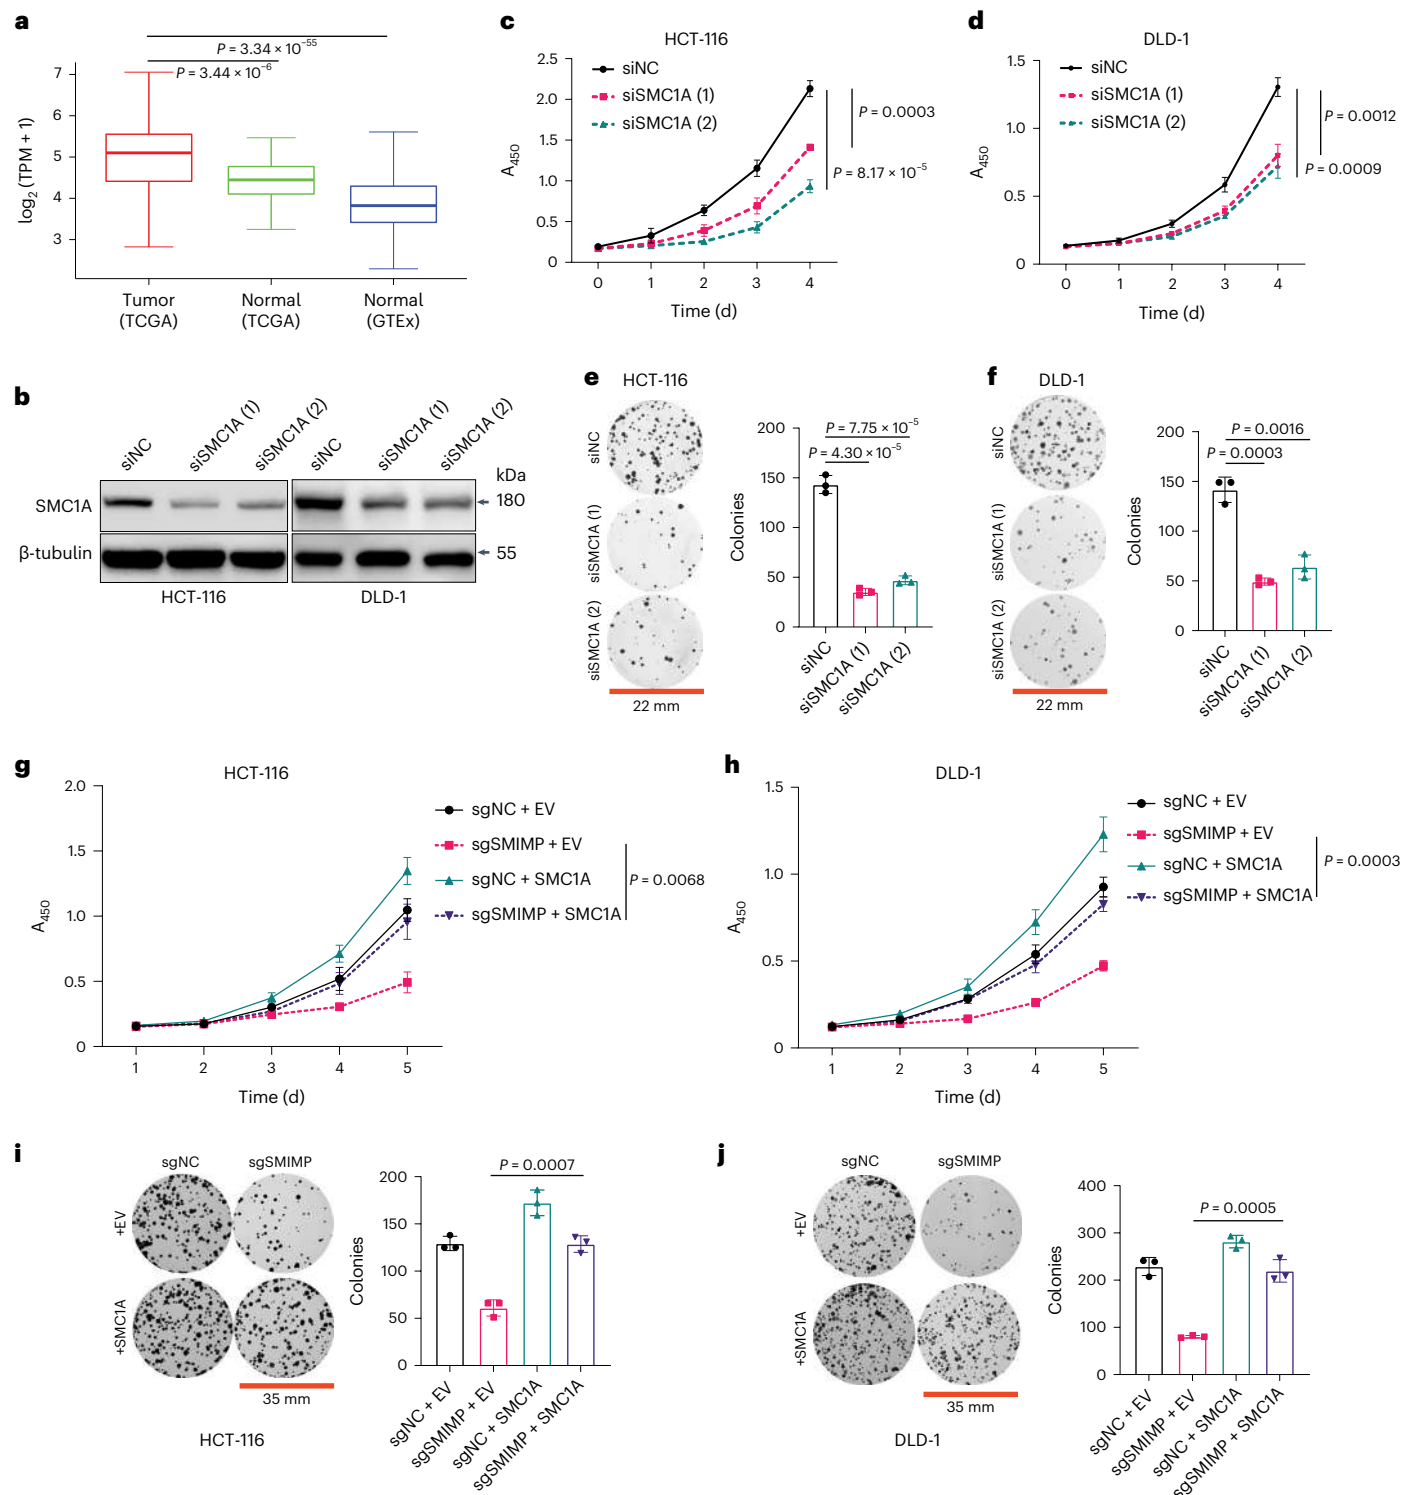 a
P = 3.34 × 10⁻⁵⁵
P = 3.44 × 10⁻⁶
log₂ (TPM + 1)
7
6
5
4
3
Tumor
(TCGA)
Normal
(TCGA)
Normal
(GTEx)
c
HCT-116
siNC
siSMC1A (1)
siSMC1A (2)
P = 0.0003
P = 8.17 × 10⁻⁵
A₄₅₀
2.5
2.0
1.5
1.0
0.5
0
0 1 2 3 4
Time (d)
d
DLD-1
siNC
siSMC1A (1)
siSMC1A (2)
P = 0.0012
P = 0.0009
A₄₅₀
1.5
1.0
0.5
0
0 1 2 3 4
Time (d)
b
siNC
siSMC1A (1)
siSMC1A (2)
siNC
siSMC1A (1)
siSMC1A (2)
kDa
SMC1A
180
β-tubulin
55
HCT-116
DLD-1
e
HCT-116
siNC
siSMC1A (1)
siSMC1A (2)
22 mm
P = 7.75 × 10⁻⁵
P = 4.30 × 10⁻⁵
Colonies
200
150
100
50
0
siNC
siSMC1A (1)
siSMC1A (2)
f
DLD-1
siNC
siSMC1A (1)
siSMC1A (2)
22 mm
P = 0.0016
P = 0.0003
Colonies
200
150
100
50
0
siNC
siSMC1A (1)
siSMC1A (2)
g
HCT-116
2.0
1.5
1.0
0.5
0
A₄₅₀
sgNC + EV
sgSMIMP + EV
sgNC + SMC1A
sgSMIMP + SMC1A
P = 0.0068
1 2 3 4 5
Time (d)
h
DLD-1
1.5
1.0
0.5
0
A₄₅₀
sgNC + EV
sgSMIMP + EV
sgNC + SMC1A
sgSMIMP + SMC1A
P = 0.0003
1 2 3 4 5
Time (d)
i
sgNC
sgSMIMP
+EV
+SMC1A
35 mm
HCT-116
P = 0.0007
Colonies
200
150
100
50
0
sgNC + EV
sgSMIMP + EV
sgNC + SMC1A
sgSMIMP + SMC1A
j
sgNC
sgSMIMP
+EV
+SMC1A
35 mm
DLD-1
P = 0.0005
Colonies
400
300
200
100
0
sgNC + EV
sgSMIMP + EV
sgNC + SMC1A
sgSMIMP + SMC1A